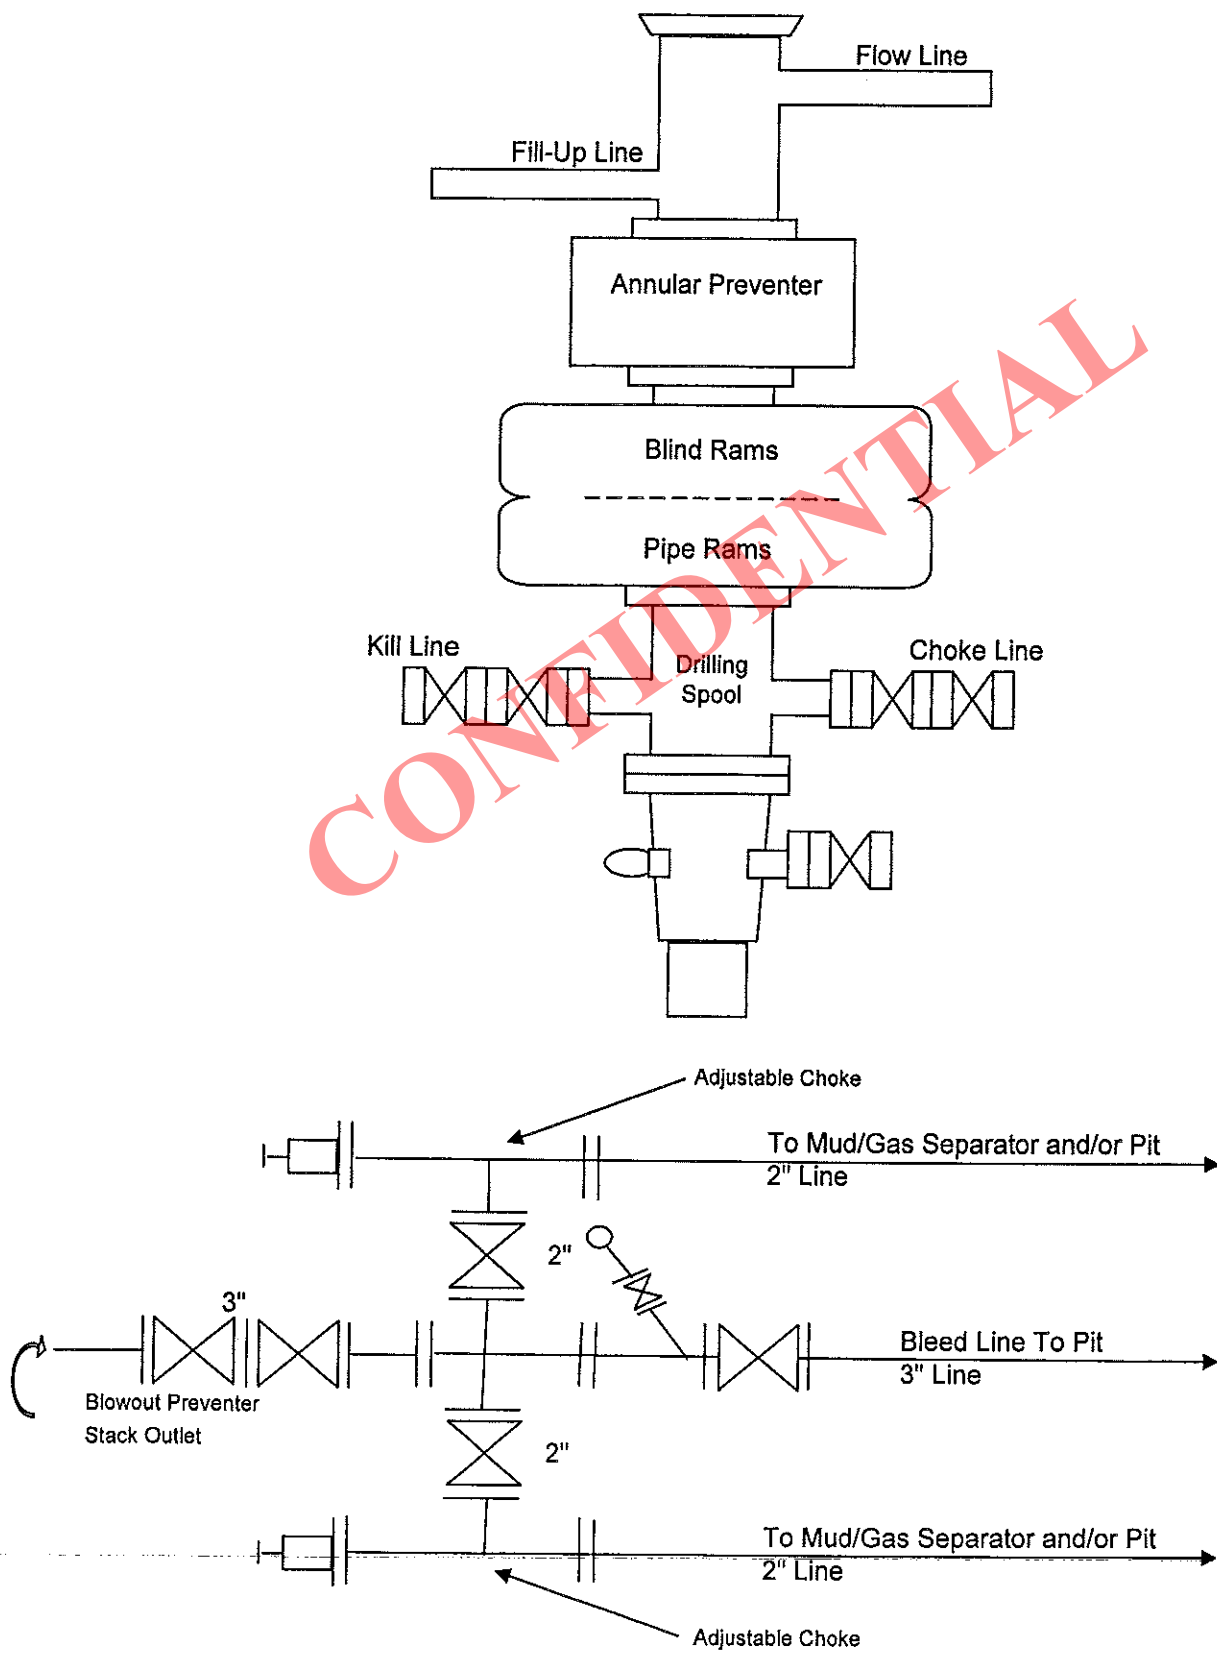 Flow Line
Fill-Up Line
Annular Preventer
Blind Rams
Pipe Rams
Kill Line
Drilling
Spool
Choke Line
CONFIDENTIAL
Adjustable Choke
To Mud/Gas Separator and/or Pit
2" Line
2"
3"
Bleed Line To Pit
3" Line
Blowout Preventer
Stack Outlet
2"
To Mud/Gas Separator and/or Pit
2" Line
Adjustable Choke